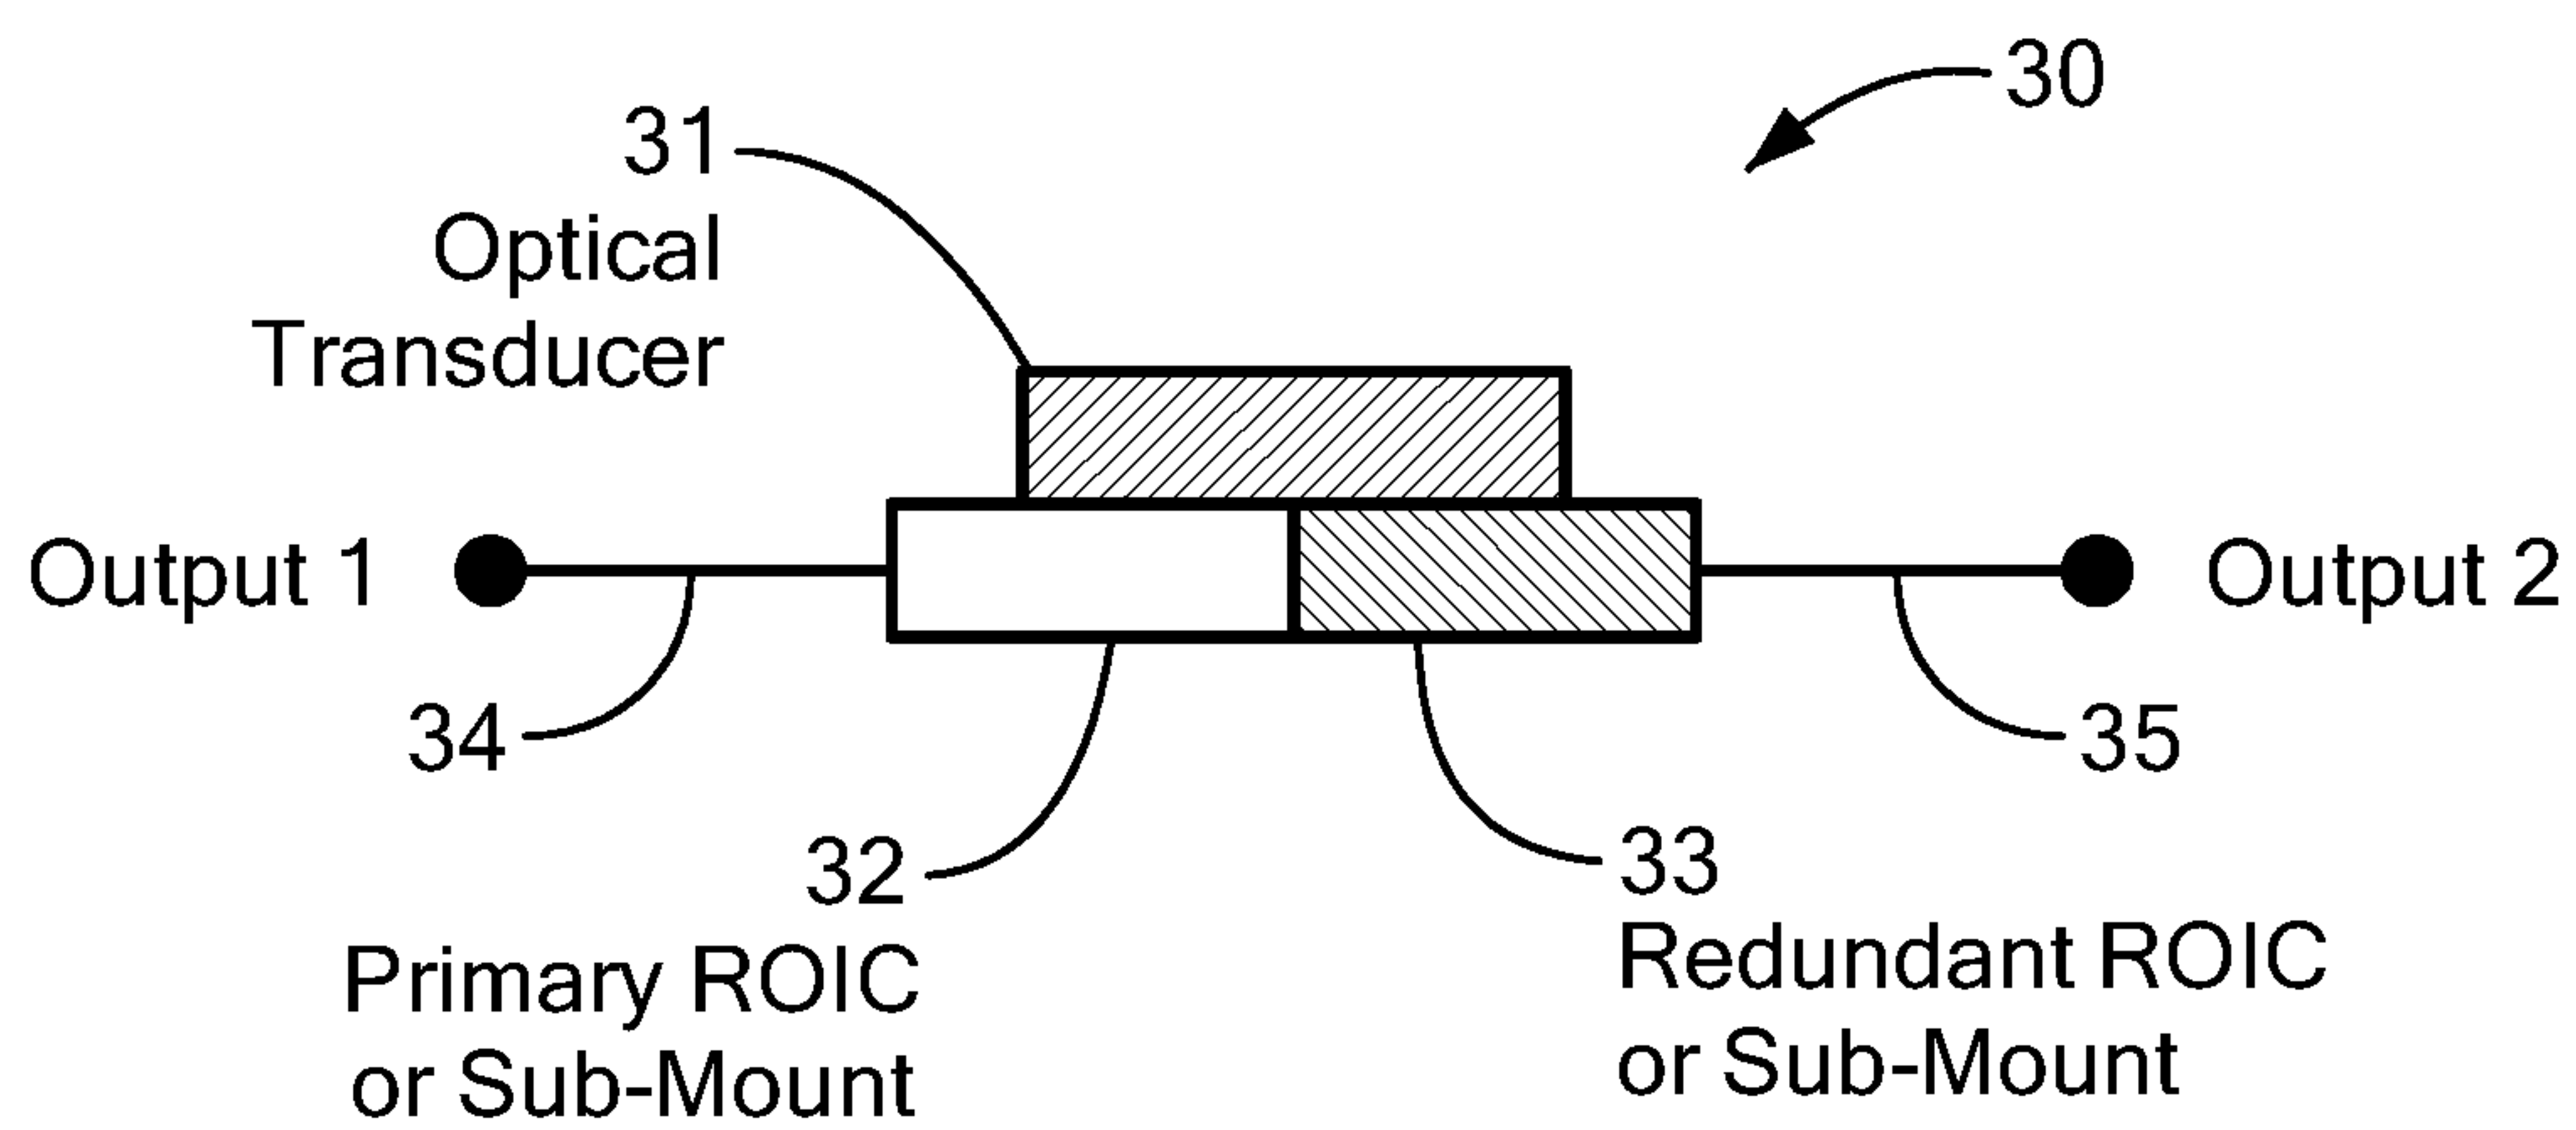 30
31
Optical
Transducer
Output 1
Output 2
34
35
32
Primary ROIC
or Sub-Mount
33
Redundant ROIC
or Sub-Mount